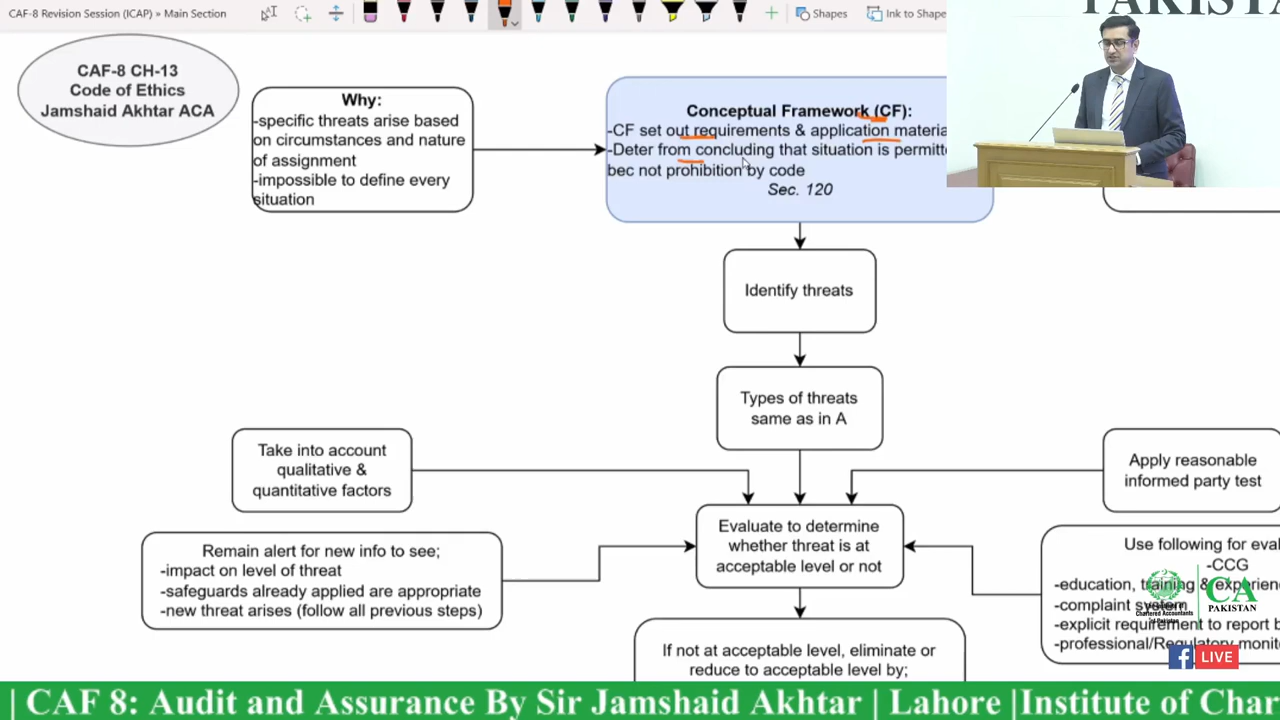 CAF-8 Revision Session (ICAP) » Main Section
Shapes
Ink to Shape
PAKISTAN
CAF-8 CH-13
Code of Ethics
Jamshaid Akhtar ACA
Why:
-specific threats arise based
on circumstances and nature
of assignment
-impossible to define every
situation
Conceptual Framework (CF):
-CF set out requirements & application materia
-Deter from concluding that situation is permitte
bec not prohibition by code
Sec. 120
Identify threats
Types of threats
same as in A
Take into account
qualitative &
quantitative factors
Apply reasonable
informed party test
Evaluate to determine
whether threat is at
acceptable level or not
Remain alert for new info to see;
-impact on level of threat
-safeguards already applied are appropriate
-new threat arises (follow all previous steps)
Use following for eval
-CCG
-education, training & experien
-complaint system
-explicit requirement to report b
-professional/Regulatory monit
Chartered Accountants
of Pakistan
CA
PAKISTAN
If not at acceptable level, eliminate or
reduce to acceptable level by;
LIVE
| CAF 8: Audit and Assurance By Sir Jamshaid Akhtar | Lahore |Institute of Char